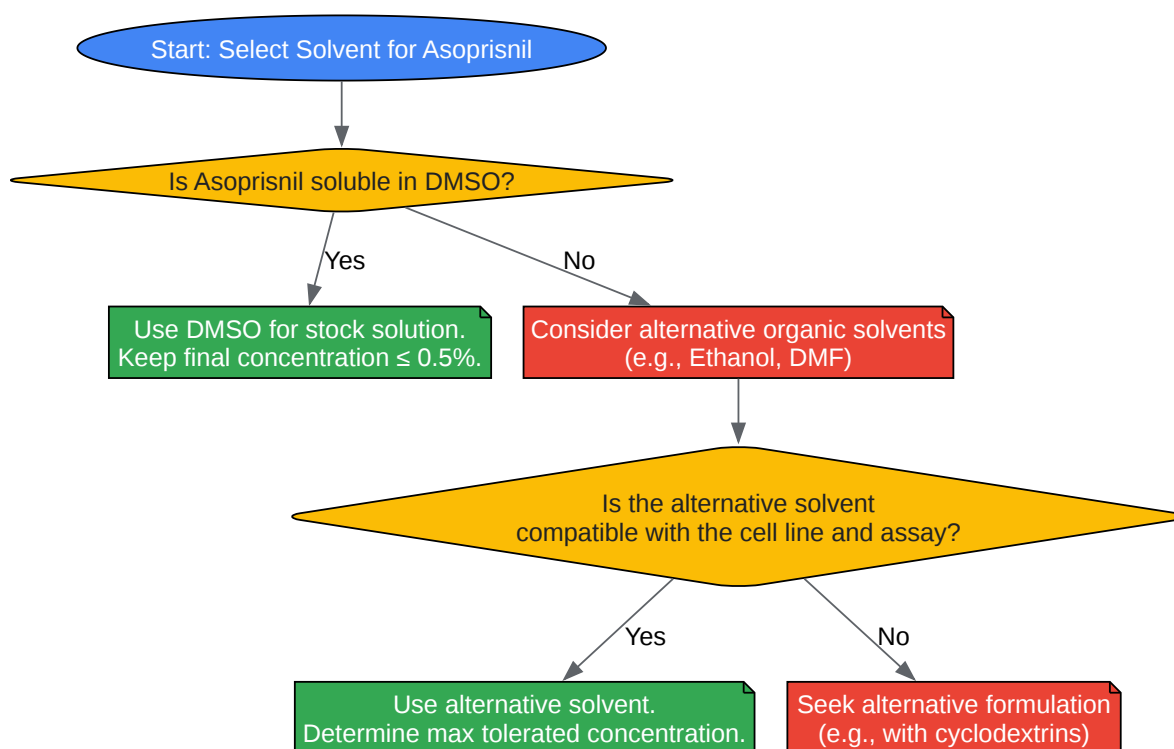 Start: Select Solvent for Asoprisnil
Is Asoprisnil soluble in DMSO?
Yes
No
Use DMSO for stock solution.
Keep final concentration ≤ 0.5%.
Consider alternative organic solvents
(e.g., Ethanol, DMF)
Is the alternative solvent
compatible with the cell line and assay?
Yes
No
Use alternative solvent.
Determine max tolerated concentration.
Seek alternative formulation
(e.g., with cyclodextrins)